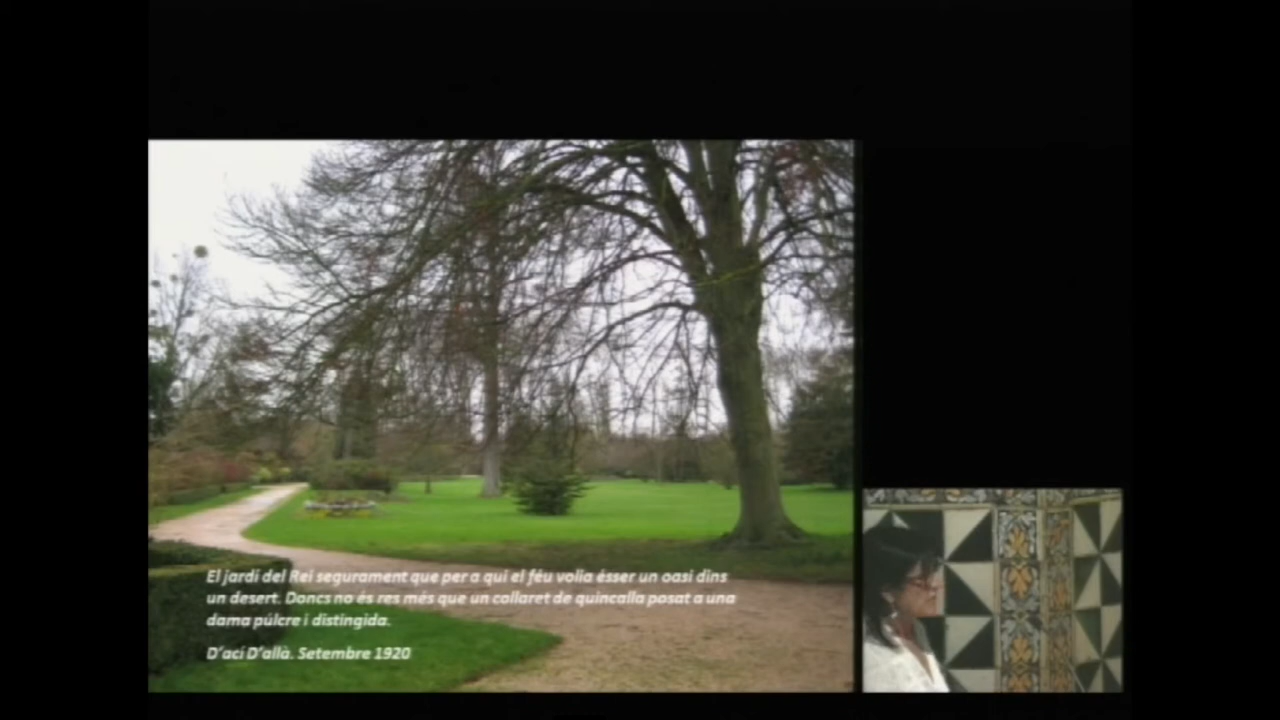 El jardí del Rei segurament que per a qui el féu volia ésser un oasi dins
un desert. Doncs no és res més que un collaret de quincalla posat a una
dama púlcre i distingida.
D'ací D'allà. Setembre 1920